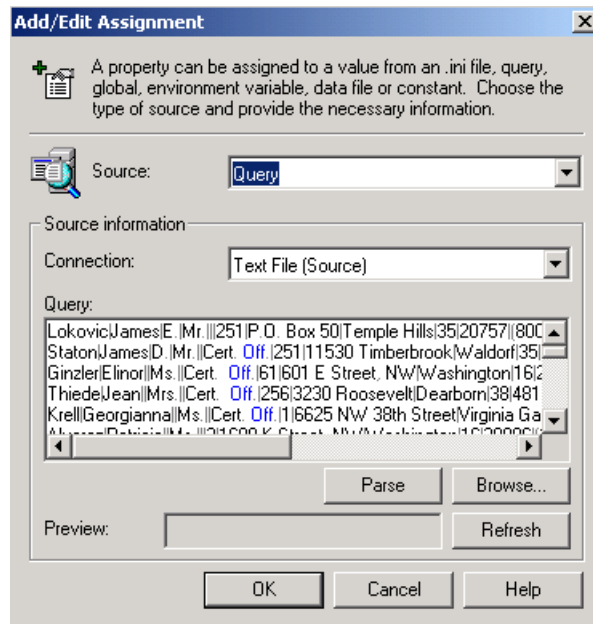 Add/Edit Assignment
A property can be assigned to a value from an .ini file, query,
global, environment variable, data file or constant. Choose the
type of source and provide the necessary information.
Source:
Query
Source information
Connection:
Text File (Source)
Query:
Lokovic|James|E.|Mr.|||251|P.O. Box 50|Temple Hills|35|20757|(800
Staton|James|D.|Mr.||Cert. Off.|251|11530 Timberbrook|Waldorf|35|
Ginzler|Elinor||Ms.||Cert. Off.|61|601 E Street, NW|Washington|16|2
Thiede|Jean||Mrs.||Cert. Off.|256|3230 Roosevelt|Dearborn|38|481
Krell|Georgianna||Ms.||Cert. Off.|1|6625 NW 38th Street|Virginia Ga
Parse
Browse...
Preview:
Refresh
OK
Cancel
Help